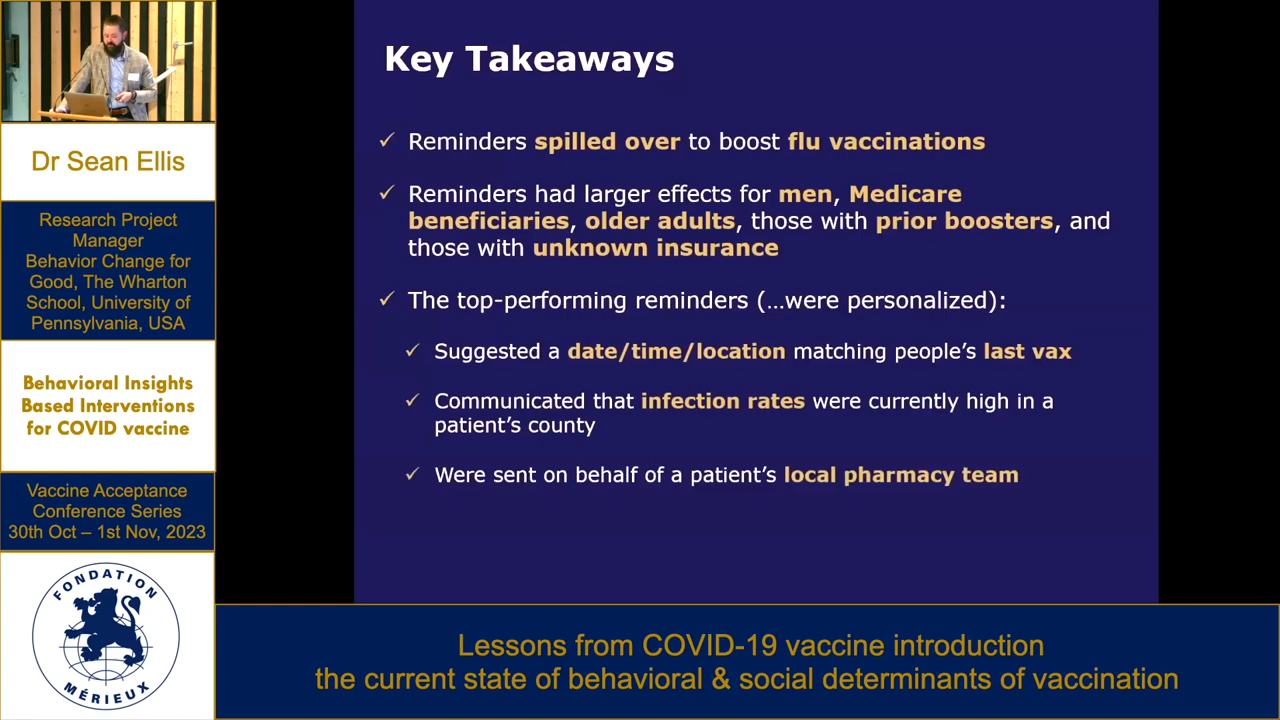 Dr Sean Ellis
Research Project
Manager
Behavior Change for
Good, The Wharton
School, University of
Pennsylvania, USA
Behavioral Insights
Based Interventions
for COVID vaccine
Vaccine Acceptance
Conference Series
30th Oct – 1st Nov, 2023
FONDATION
MÉRIEUX
Key Takeaways
✓ Reminders spilled over to boost flu vaccinations
✓ Reminders had larger effects for men, Medicare
beneficiaries, older adults, those with prior boosters, and
those with unknown insurance
✓ The top-performing reminders (…were personalized):
✓ Suggested a date/time/location matching people’s last vax
✓ Communicated that infection rates were currently high in a
patient’s county
✓ Were sent on behalf of a patient’s local pharmacy team
Lessons from COVID-19 vaccine introduction
the current state of behavioral & social determinants of vaccination